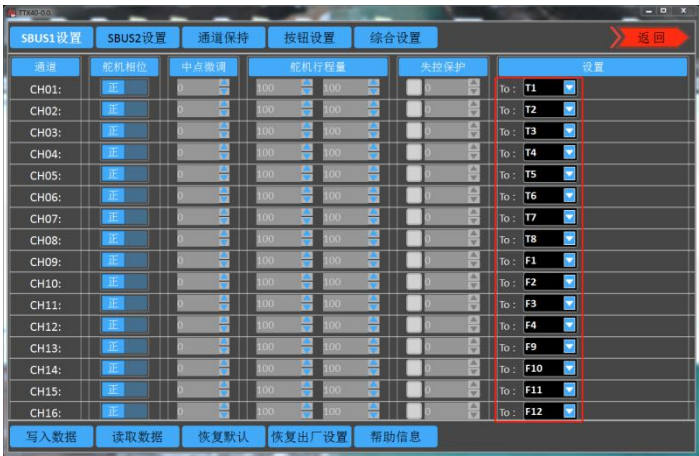 TTX40-0.0.
SBUS1设置 SBUS2设置 通道保持 按钮设置 综合设置 返回
通道 舵机相位 中点微调 舵机行程量 失控保护 设置
CH01: 正 0 100 100 0 To: T1
CH02: 正 0 100 100 0 To: T2
CH03: 正 0 100 100 0 To: T3
CH04: 正 0 100 100 0 To: T4
CH05: 正 0 100 100 0 To: T5
CH06: 正 0 100 100 0 To: T6
CH07: 正 0 100 100 0 To: T7
CH08: 正 0 100 100 0 To: T8
CH09: 正 0 100 100 0 To: F1
CH10: 正 0 100 100 0 To: F2
CH11: 正 0 100 100 0 To: F3
CH12: 正 0 100 100 0 To: F4
CH13: 正 0 100 100 0 To: F9
CH14: 正 0 100 100 0 To: F10
CH15: 正 0 100 100 0 To: F11
CH16: 正 0 100 100 0 To: F12
写入数据 读取数据 恢复默认 恢复出厂设置 帮助信息